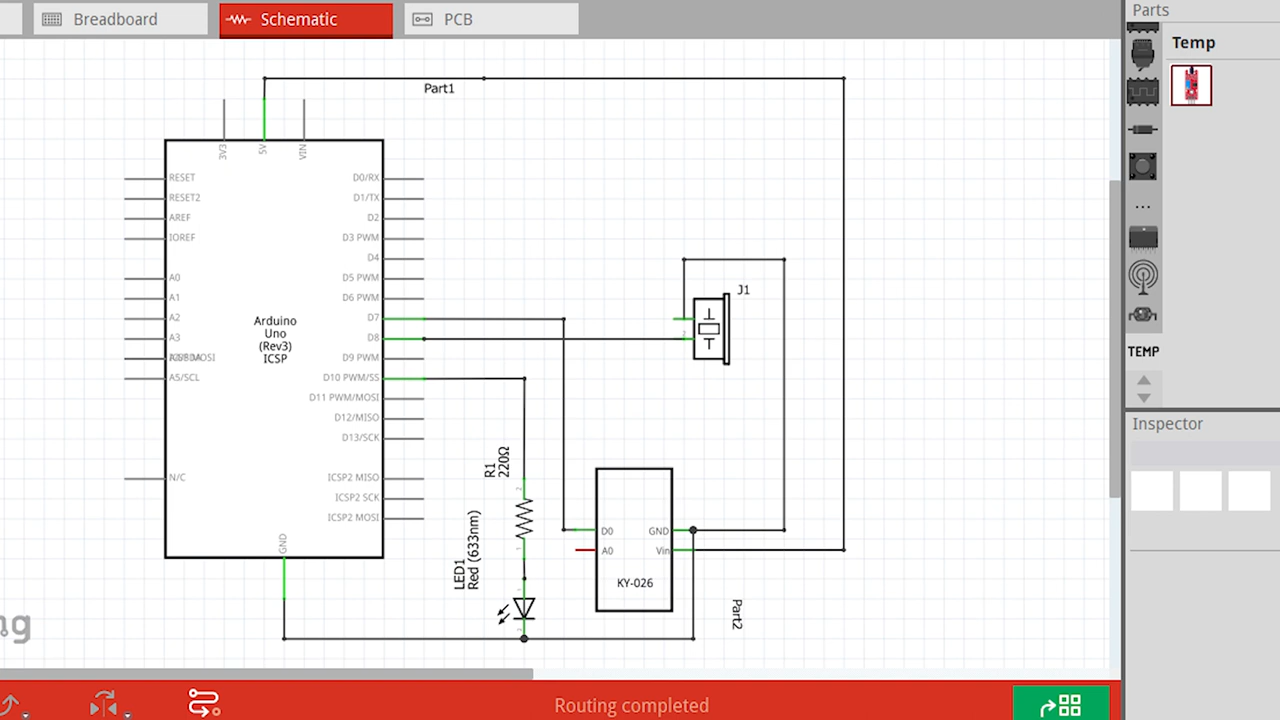 Breadboard
Schematic
PCB
Parts
Temp
TEMP
Inspector
Part1
3V3
5V
VIN
RESET
RESET2
AREF
IOREF
A0
A1
A2
A3
A5/SCL
N/C
D0/RX
D1/TX
D2
D3 PWM
D4
D5 PWM
D6 PWM
D7
D8
D9 PWM
D10 PWM/SS
D11 PWM/MOSI
D12/MISO
D13/SCK
ICSP2 MISO
ICSP2 SCK
ICSP2 MOSI
GND
Arduino
Uno
(Rev3)
ICSP
J1
R1
220Ω
LED1
Red (633nm)
D0
A0
GND
Vin
KY-026
Part2
ng
Routing completed